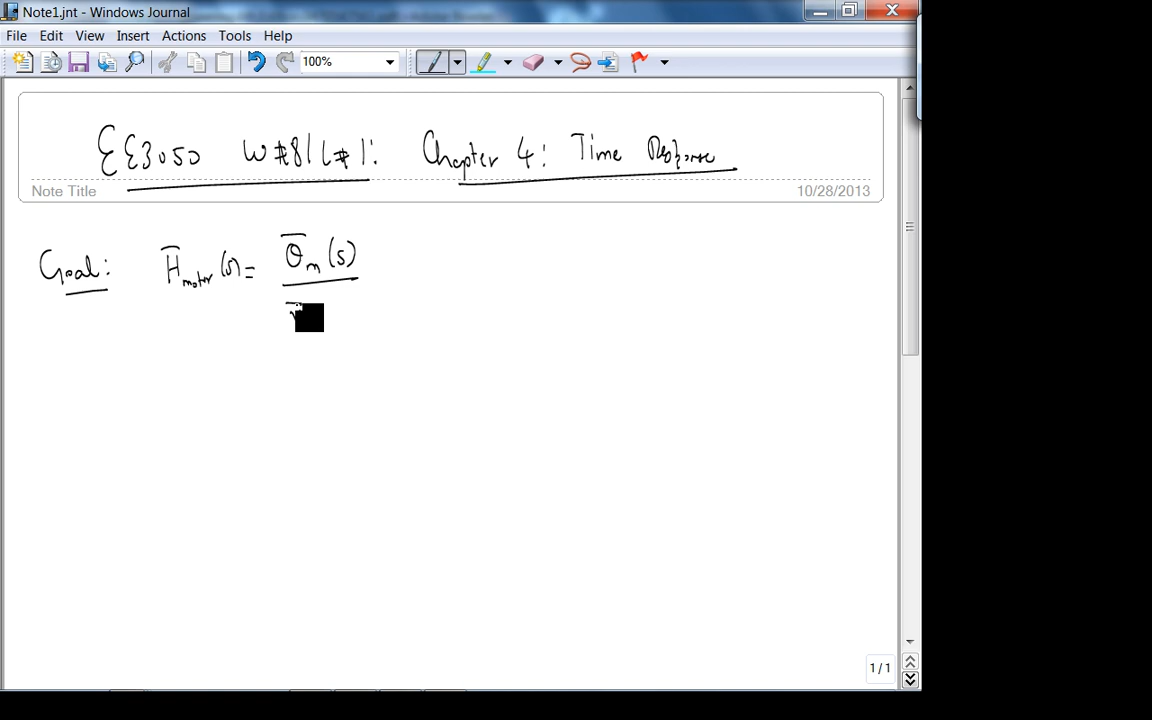 Note1.jnt - Windows Journal
File Edit View Insert Actions Tools Help
100%
EE3050 W#8/L#1: Chapter 4: Time Response
Note Title 10/28/2013
Goal: H̅motor(s) = θ̅m(s)
1 / 1